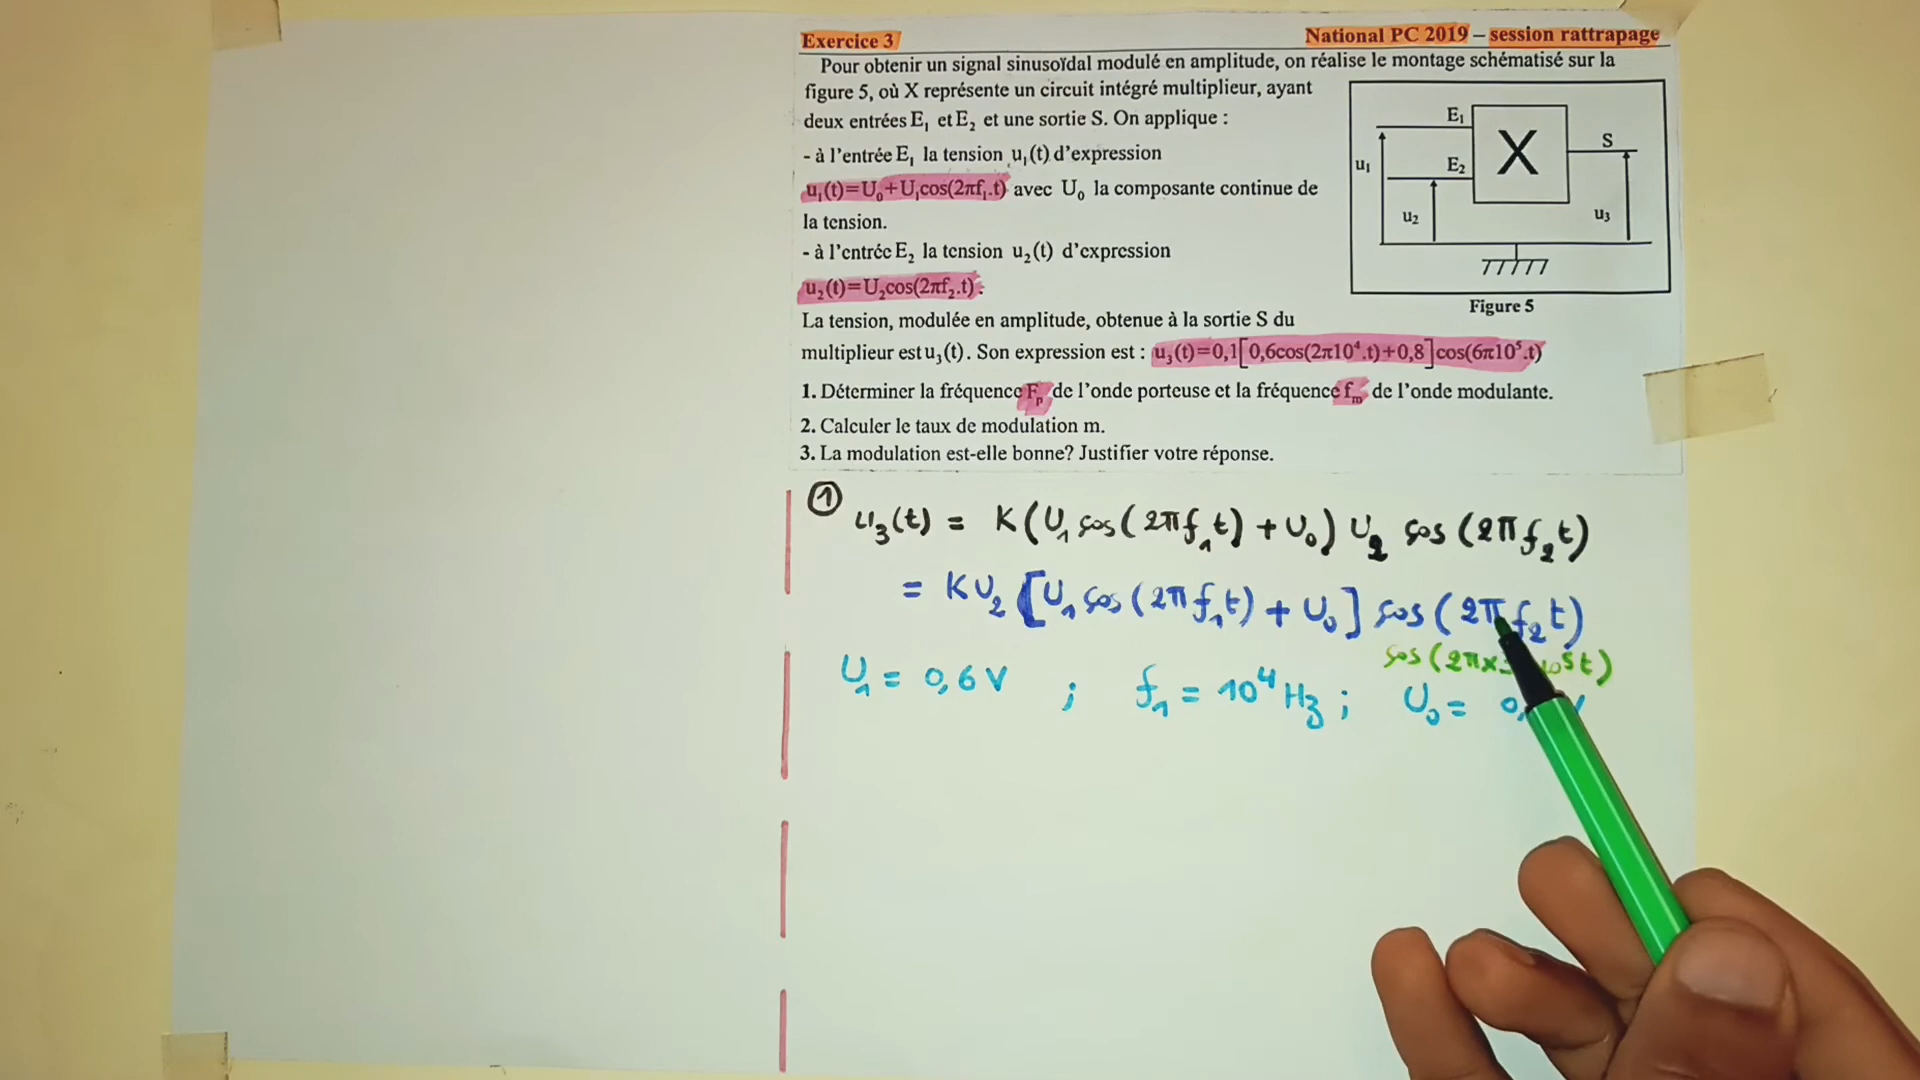 Exercice 3
National PC 2019 – session rattrapage
Pour obtenir un signal sinusoïdal modulé en amplitude, on réalise le montage schématisé sur la
figure 5, où X représente un circuit intégré multiplieur, ayant
deux entrées E₁ et E₂ et une sortie S. On applique :
- à l'entrée E₁ la tension u₁(t) d'expression
u₁(t)=U₀+U₁cos(2πf₁.t) avec U₀ la composante continue de
la tension.
- à l'entrée E₂ la tension u₂(t) d'expression
u₂(t)=U₂cos(2πf₂.t).
La tension, modulée en amplitude, obtenue à la sortie S du
multiplieur est u₃(t). Son expression est : u₃(t)=0,1[0,6cos(2π10⁴.t)+0,8]cos(6π10⁵.t)
E₁
X
S
u₁
E₂
u₂
u₃
Figure 5
1. Déterminer la fréquence Fₚ de l'onde porteuse et la fréquence fₘ de l'onde modulante.
2. Calculer le taux de modulation m.
3. La modulation est-elle bonne? Justifier votre réponse.
① u₃(t) = K(U₁ cos(2πf₁t) + U₀) U₂ cos(2πf₂t)
= KU₂ [U₁ cos(2πf₁t) + U₀] cos(2πf₂t)
cos(2π×
U₁ = 0,6 V ; f₁ = 10⁴ Hz ; U₀ =